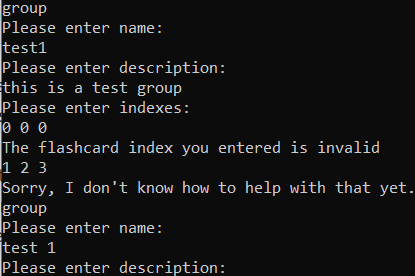 group
Please enter name:
test1
Please enter description:
this is a test group
Please enter indexes:
0 0 0
The flashcard index you entered is invalid
1 2 3
Sorry, I don't know how to help with that yet.
group
Please enter name:
test 1
Please enter description: